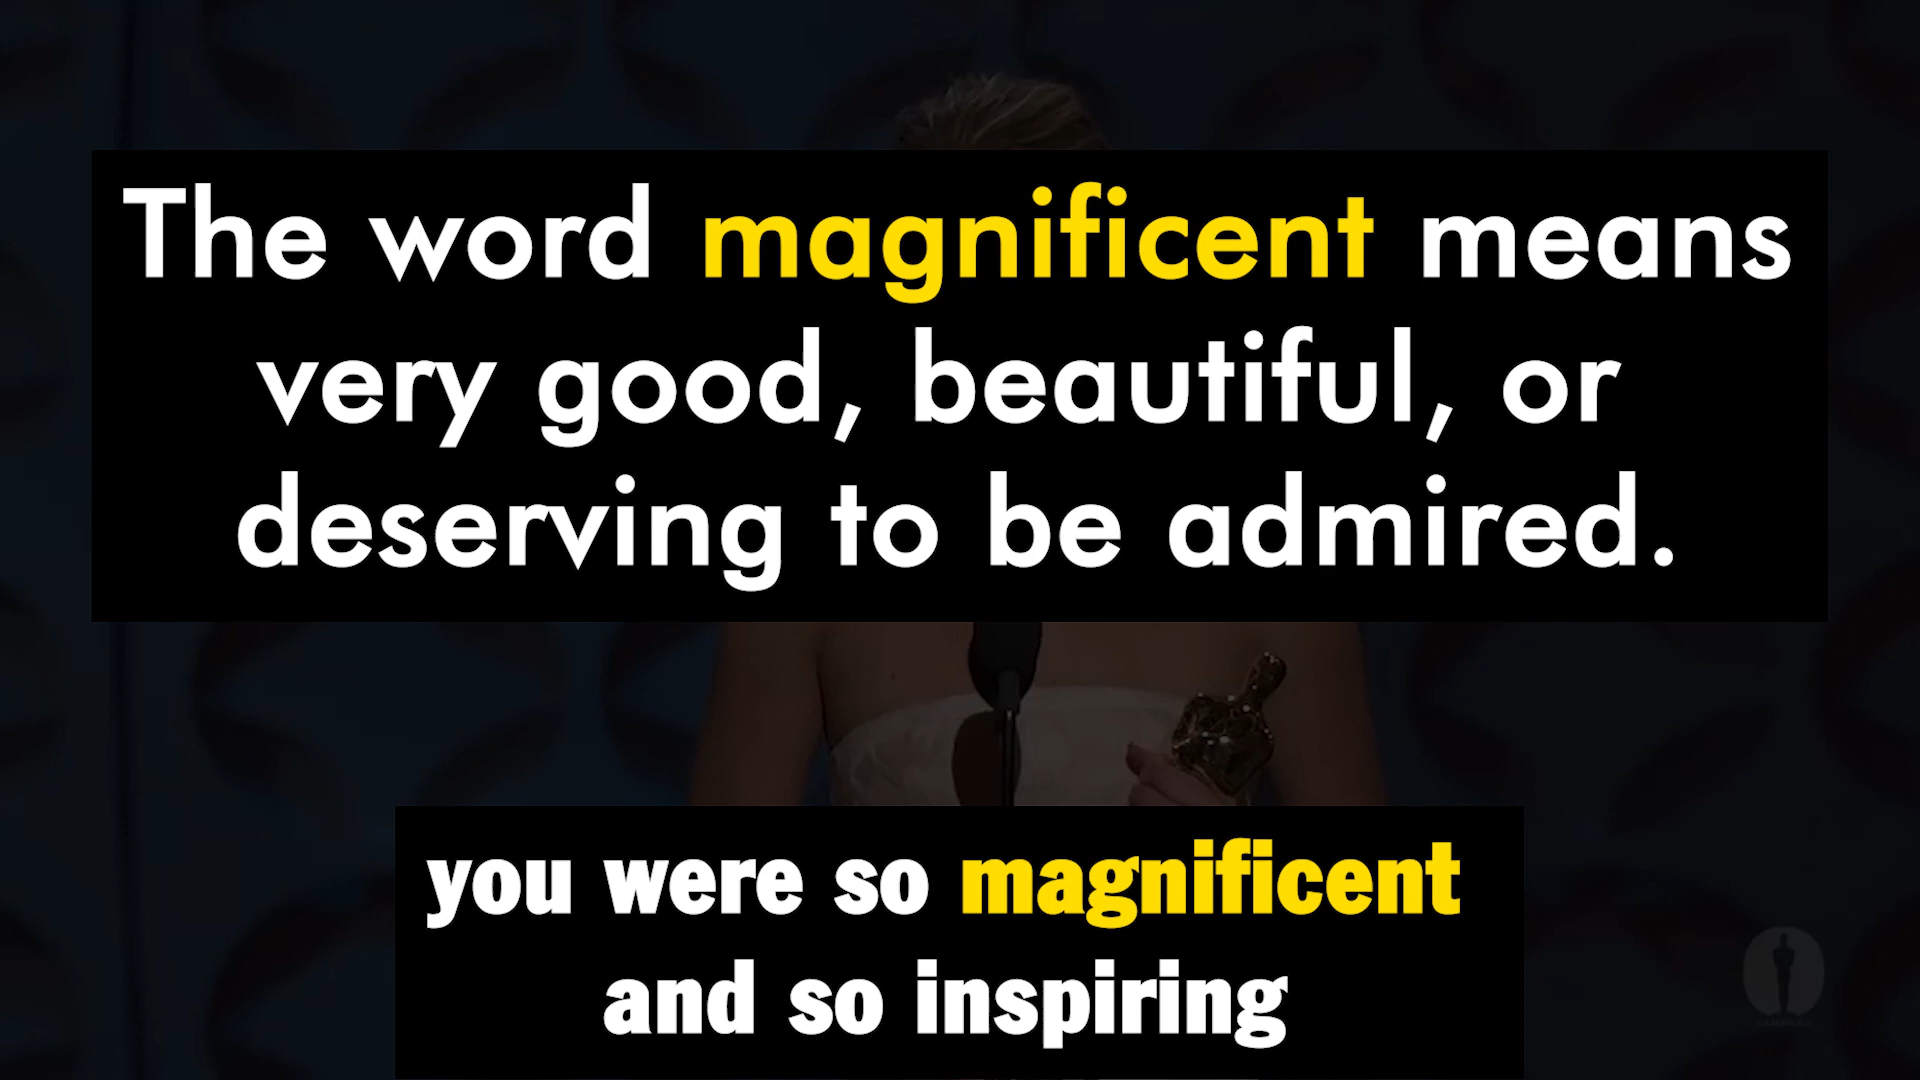 The word magnificent means
very good, beautiful, or
deserving to be admired.
you were so magnificent
and so inspiring